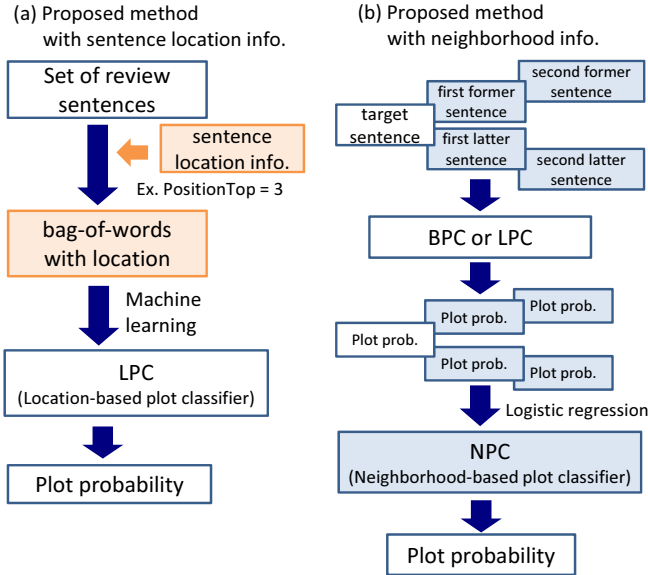 (a) Proposed method
with sentence location info.
Set of review
sentences
sentence
location info.
Ex. PositionTop = 3
bag-of-words
with location
Machine
learning
LPC
(Location-based plot classifier)
Plot probability
(b) Proposed method
with neighborhood info.
second former
sentence
first former
sentence
target
sentence
first latter
sentence
second latter
sentence
BPC or LPC
Plot prob.
Plot prob.
Plot prob.
Plot prob.
Plot prob.
Logistic regression
NPC
(Neighborhood-based plot classifier)
Plot probability